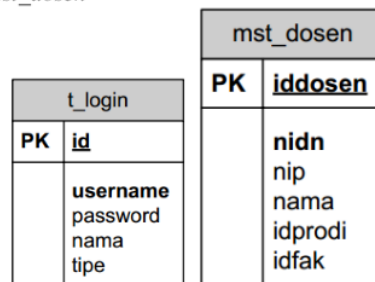 t_login
PK id
username
password
nama
tipe
mst_dosen
PK iddosen
nidn
nip
nama
idprodi
idfak